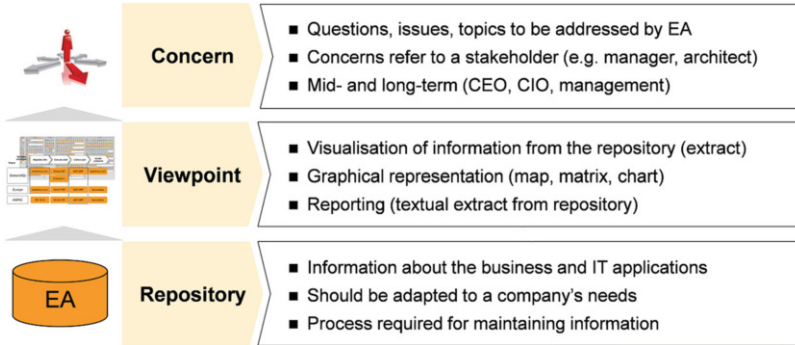 Concern
■ Questions, issues, topics to be addressed by EA
■ Concerns refer to a stakeholder (e.g. manager, architect)
■ Mid- and long-term (CEO, CIO, management)
Viewpoint
■ Visualisation of information from the repository (extract)
■ Graphical representation (map, matrix, chart)
■ Reporting (textual extract from repository)
EA
Repository
■ Information about the business and IT applications
■ Should be adapted to a company's needs
■ Process required for maintaining information